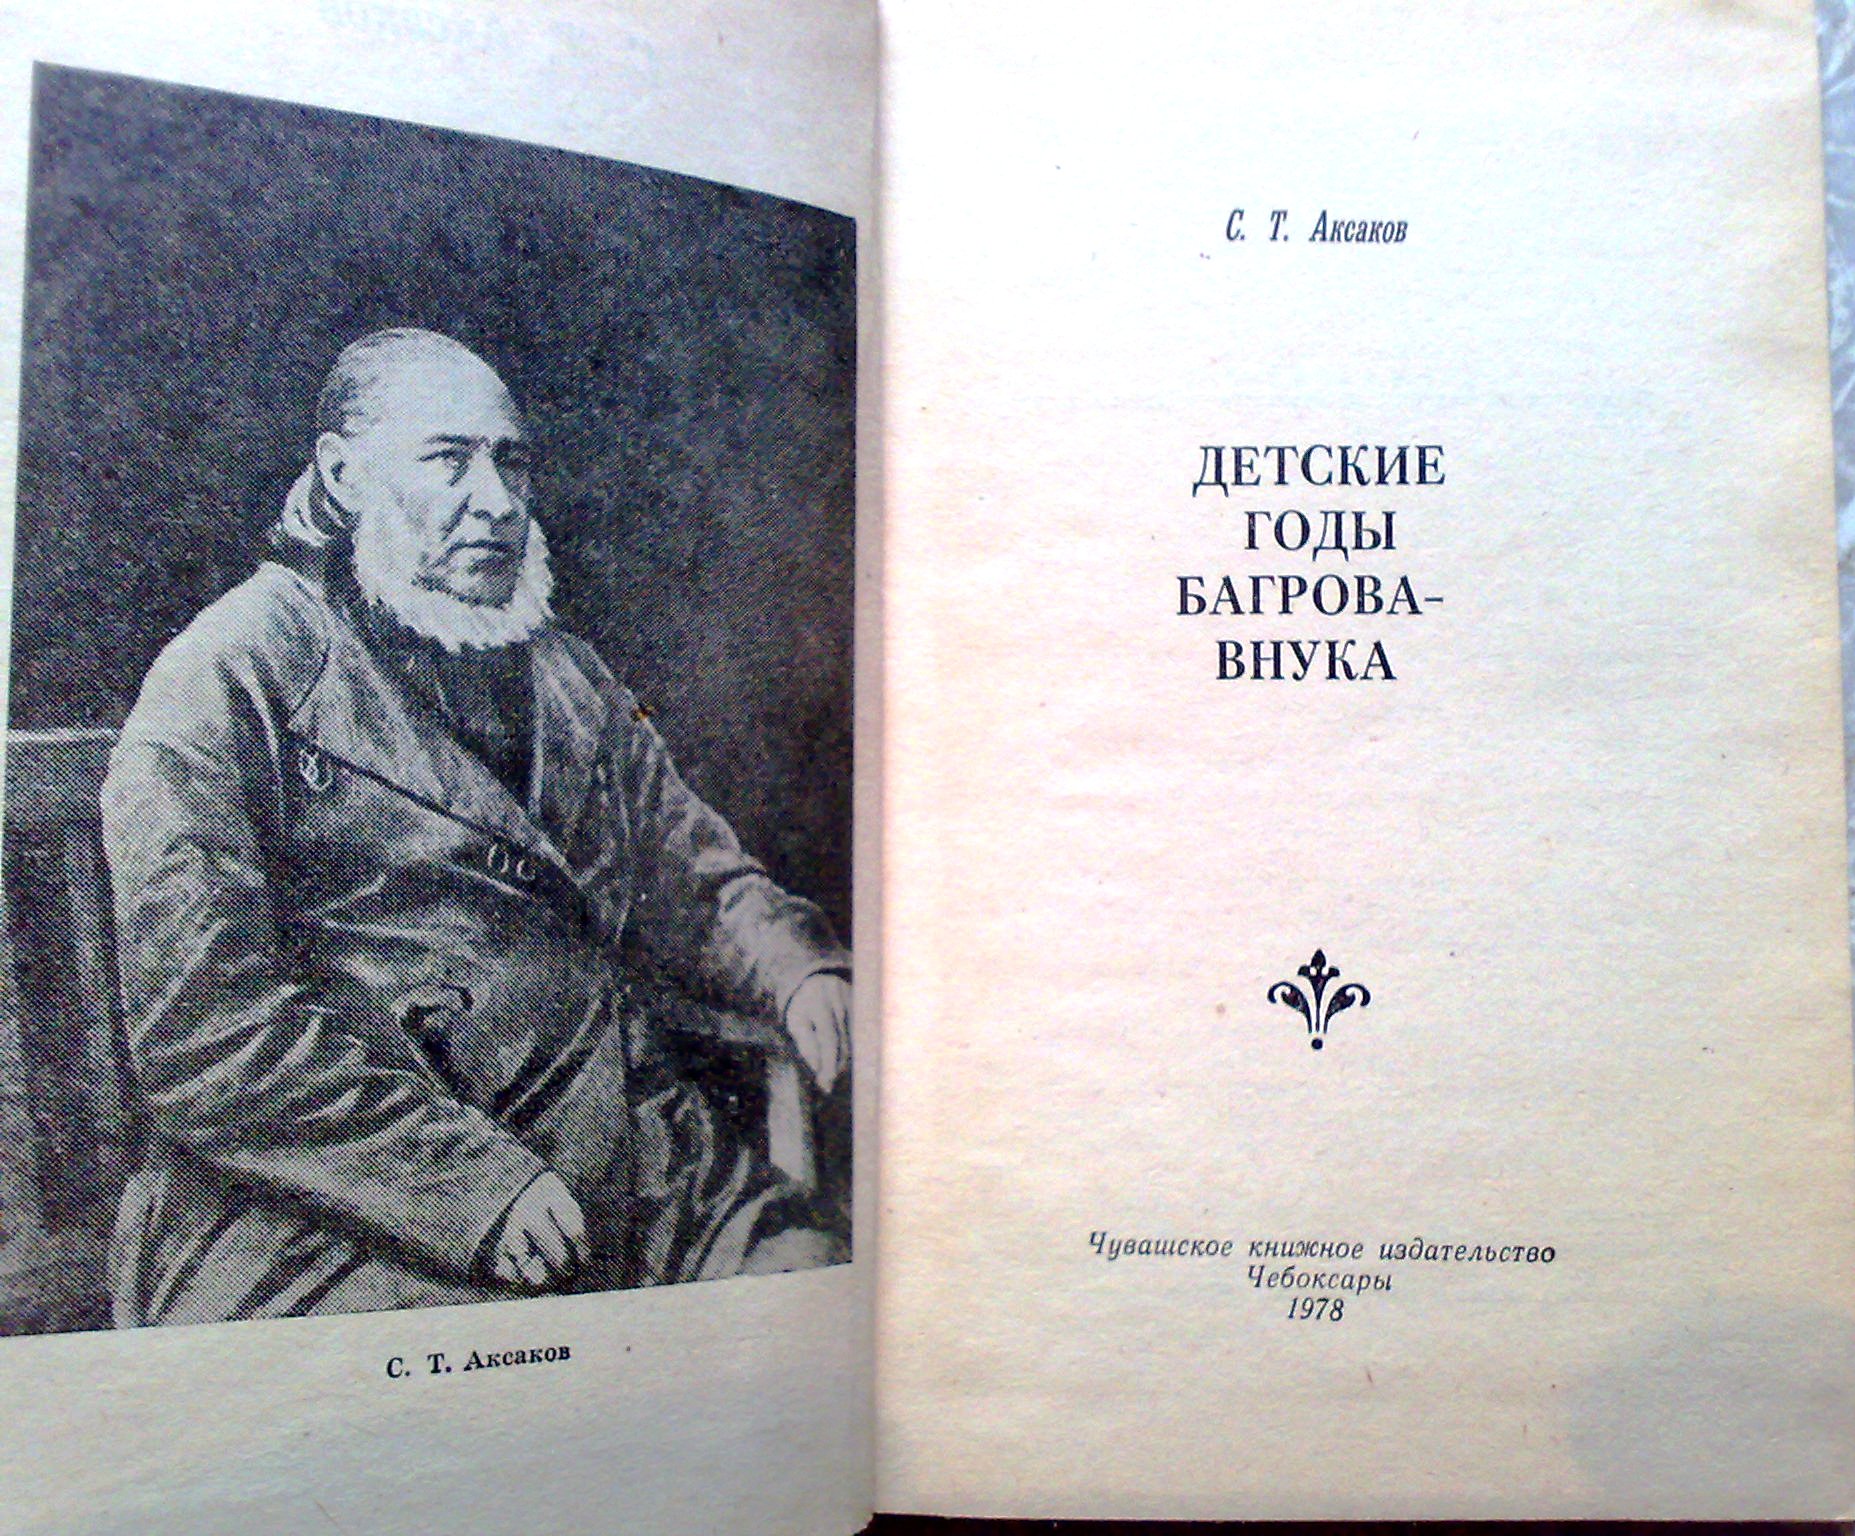 С. Т. Аксаков
С. Т. Аксаков
ДЕТСКИЕ
ГОДЫ
БАГРОВА-
ВНУКА
Чувашское книжное издательство
Чебоксары
1978